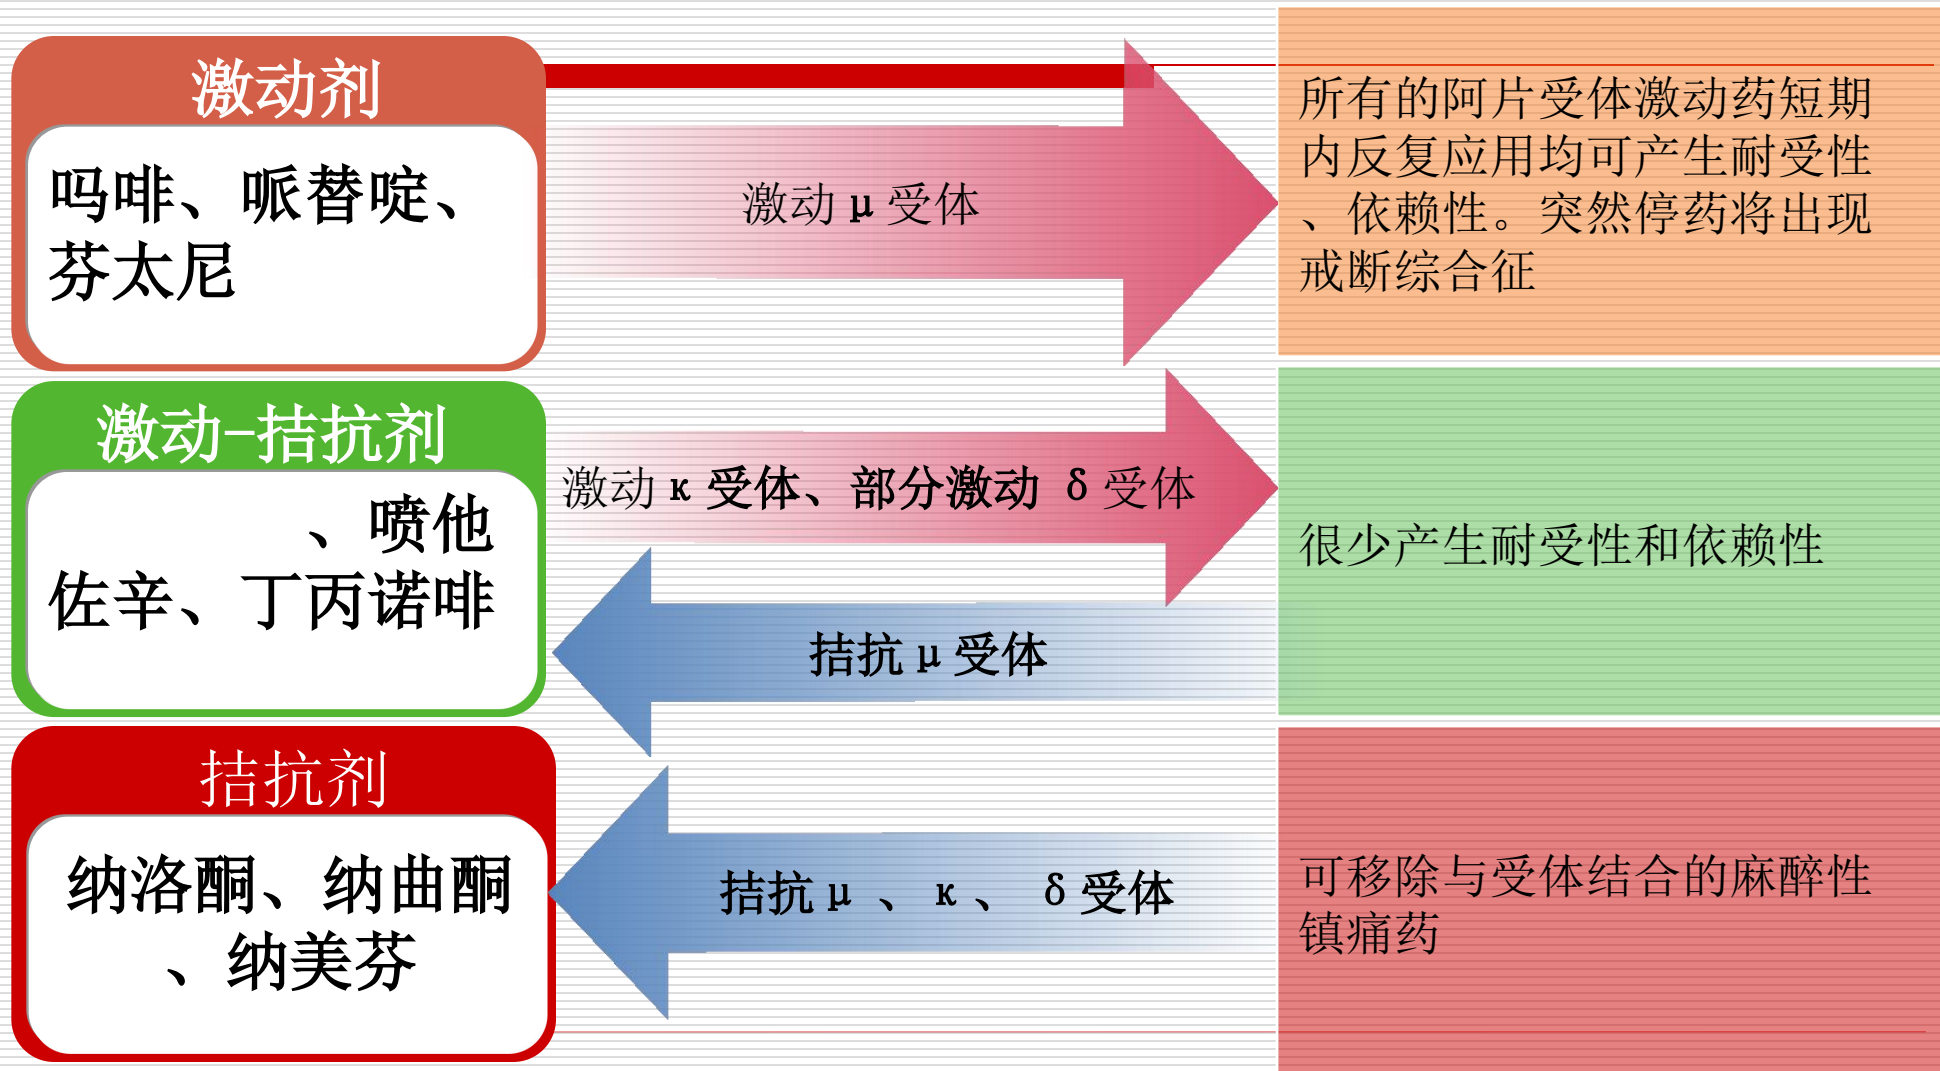 激动剂
吗啡、哌替啶、
芬太尼
激动 μ 受体
所有的阿片受体激动药短期
内反复应用均可产生耐受性
、依赖性。突然停药将出现
戒断综合征
激动-拮抗剂
、喷他
佐辛、丁丙诺啡
激动 κ 受体、部分激动 δ 受体
拮抗 μ 受体
很少产生耐受性和依赖性
拮抗剂
纳洛酮、纳曲酮
、纳美芬
拮抗 μ 、 κ 、 δ 受体
可移除与受体结合的麻醉性
镇痛药